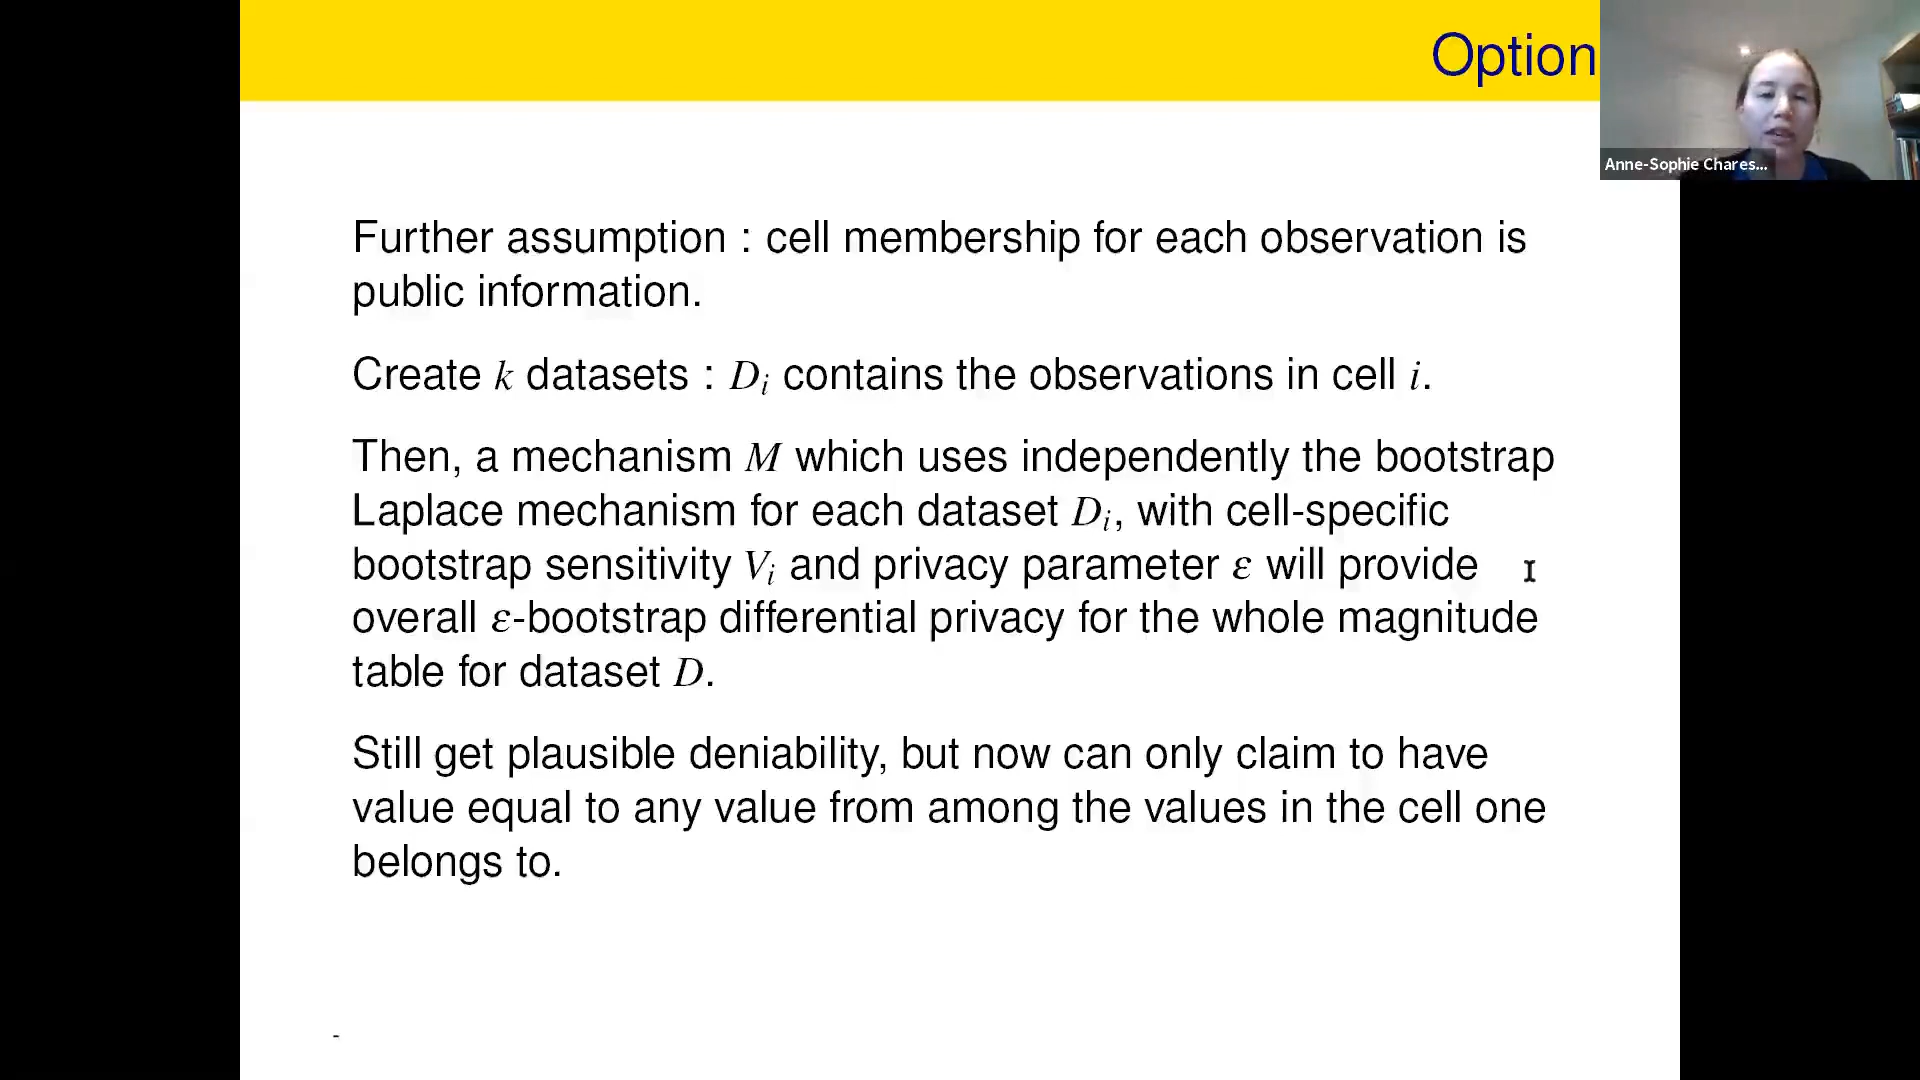 Option
Anne-Sophie Chares...
Further assumption : cell membership for each observation is
public information.
Create k datasets : Dᵢ contains the observations in cell i.
Then, a mechanism M which uses independently the bootstrap
Laplace mechanism for each dataset Dᵢ, with cell-specific
bootstrap sensitivity Vᵢ and privacy parameter ε will provide
overall ε-bootstrap differential privacy for the whole magnitude
table for dataset D.
Still get plausible deniability, but now can only claim to have
value equal to any value from among the values in the cell one
belongs to.
-